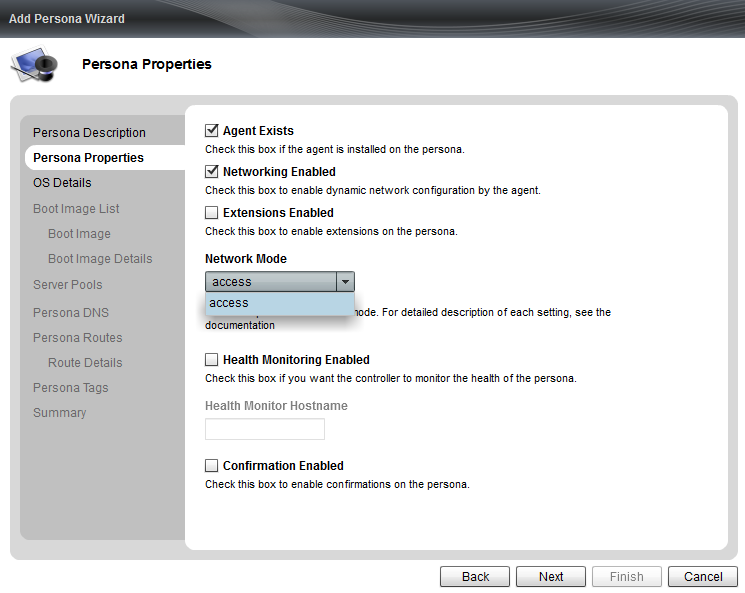 Add Persona Wizard
Persona Properties
Persona Description
Persona Properties
OS Details
Boot Image List
Boot Image
Boot Image Details
Server Pools
Persona DNS
Persona Routes
Route Details
Persona Tags
Summary
Agent Exists
Check this box if the agent is installed on the persona.
Networking Enabled
Check this box to enable dynamic network configuration by the agent.
Extensions Enabled
Check this box to enable extensions on the persona.
Network Mode
access
access
mode. For detailed description of each setting, see the
documentation
Health Monitoring Enabled
Check this box if you want the controller to monitor the health of the persona.
Health Monitor Hostname
Confirmation Enabled
Check this box to enable confirmations on the persona.
Back Next Finish Cancel